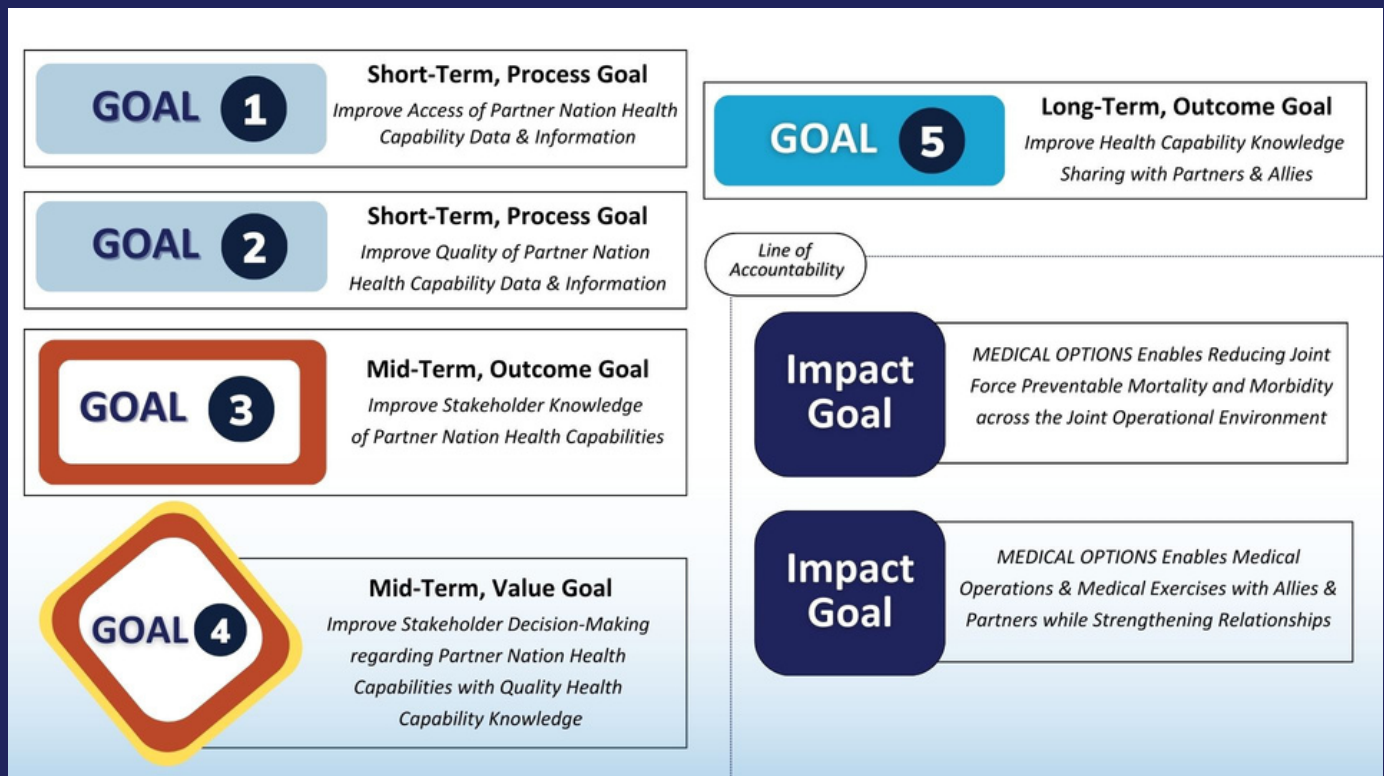 GOAL 1
Short-Term, Process Goal
Improve Access of Partner Nation Health
Capability Data & Information
GOAL 2
Short-Term, Process Goal
Improve Quality of Partner Nation
Health Capability Data & Information
GOAL 3
Mid-Term, Outcome Goal
Improve Stakeholder Knowledge
of Partner Nation Health Capabilities
GOAL 4
Mid-Term, Value Goal
Improve Stakeholder Decision-Making
regarding Partner Nation Health
Capabilities with Quality Health
Capability Knowledge
GOAL 5
Long-Term, Outcome Goal
Improve Health Capability Knowledge
Sharing with Partners & Allies
Line of
Accountability
Impact
Goal
MEDICAL OPTIONS Enables Reducing Joint
Force Preventable Mortality and Morbidity
across the Joint Operational Environment
Impact
Goal
MEDICAL OPTIONS Enables Medical
Operations & Medical Exercises with Allies &
Partners while Strengthening Relationships